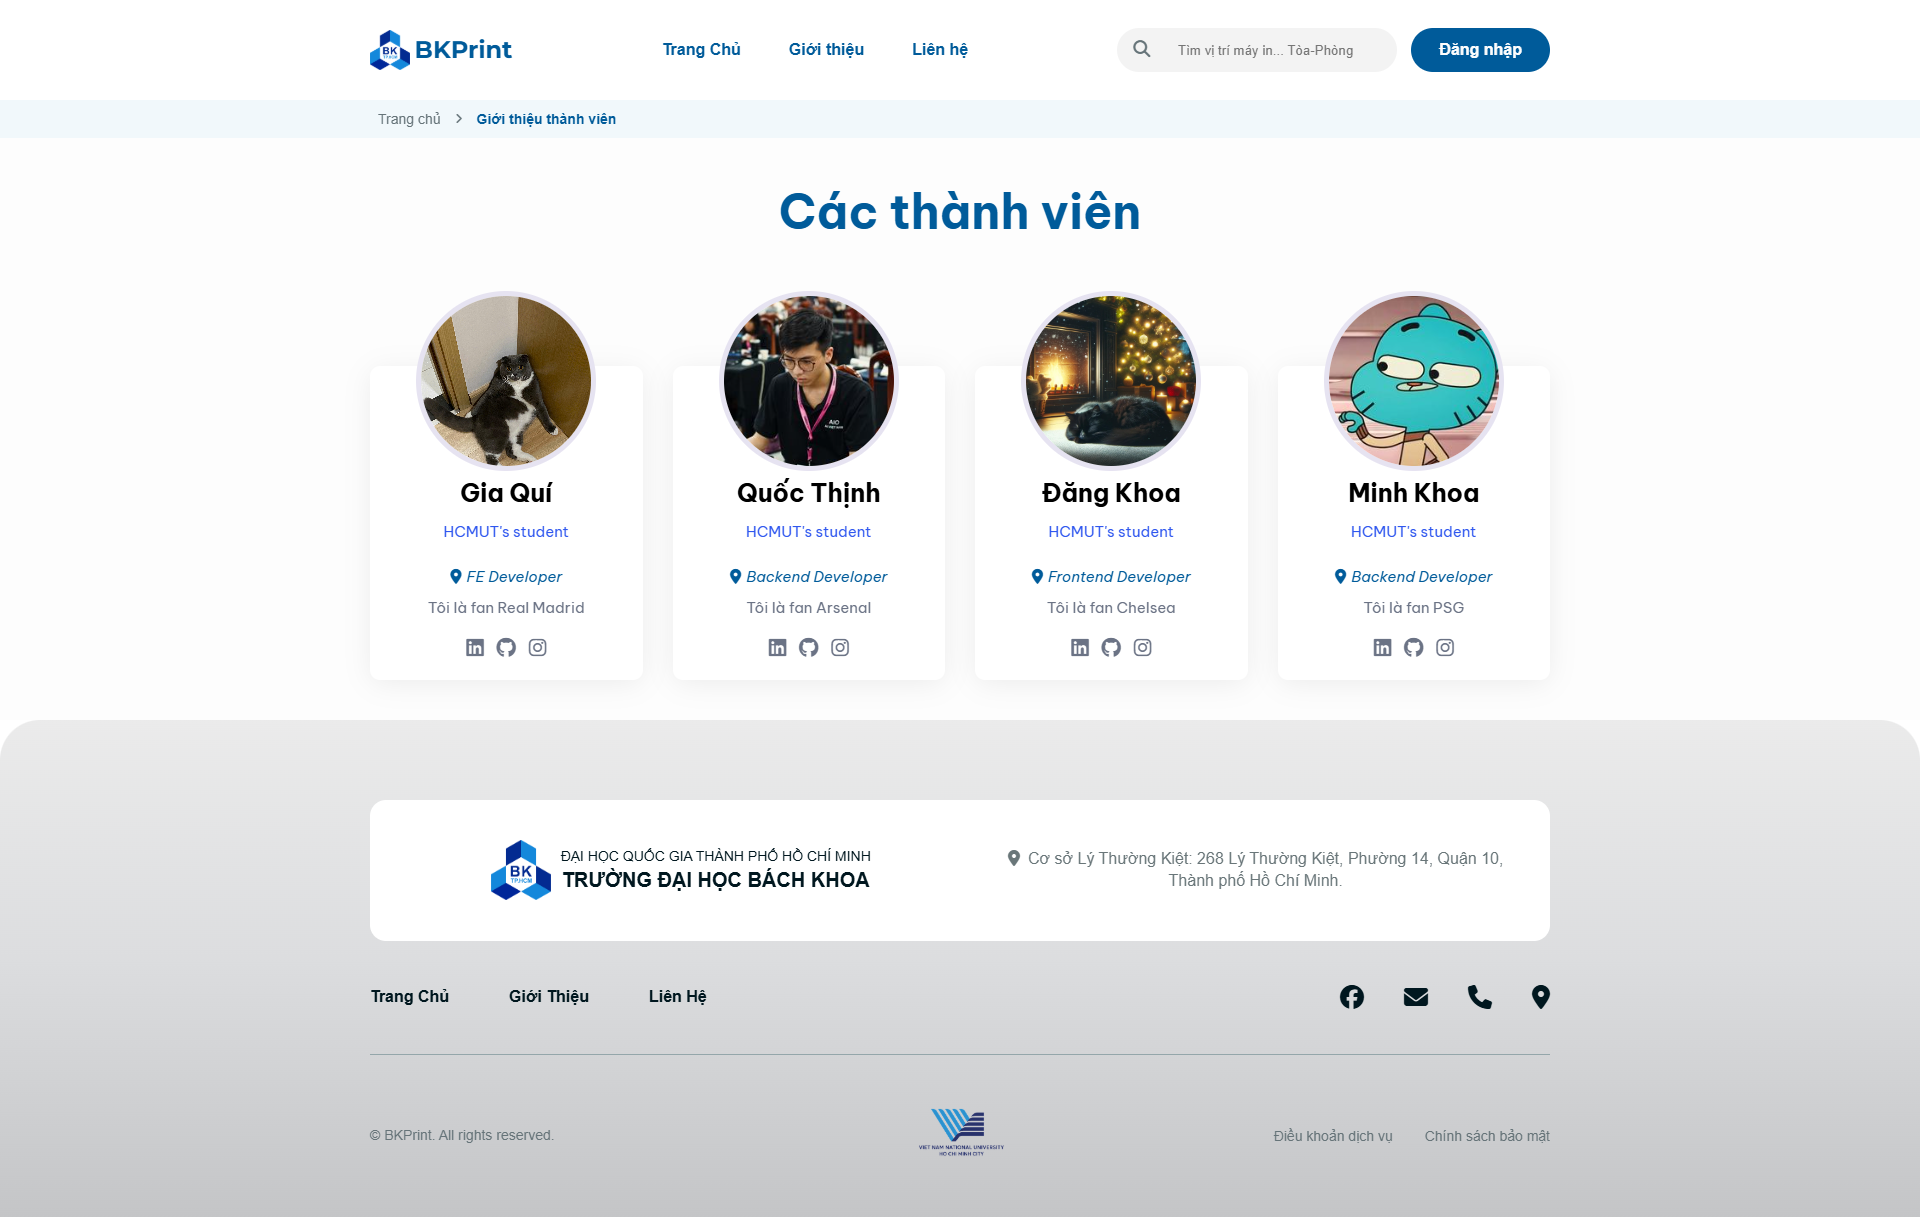 BK
TP.HCM
BKPrint
Trang Chủ
Giới thiệu
Liên hệ
Tìm vị trí máy in... Tòa-Phòng
Đăng nhập
Trang chủ
Giới thiệu thành viên
Các thành viên
AIO
Gia Quí
HCMUT's student
FE Developer
Tôi là fan Real Madrid
Quốc Thịnh
HCMUT's student
Backend Developer
Tôi là fan Arsenal
Đăng Khoa
HCMUT's student
Frontend Developer
Tôi là fan Chelsea
Minh Khoa
HCMUT's student
Backend Developer
Tôi là fan PSG
BK
TP.HCM
ĐẠI HỌC QUỐC GIA THÀNH PHỐ HỒ CHÍ MINH
TRƯỜNG ĐẠI HỌC BÁCH KHOA
Cơ sở Lý Thường Kiệt: 268 Lý Thường Kiệt, Phường 14, Quận 10,
Thành phố Hồ Chí Minh.
Trang Chủ
Giới Thiệu
Liên Hệ
© BKPrint. All rights reserved.
VIET NAM NATIONAL UNIVERSITY
HO CHI MINH CITY
Điều khoản dịch vụ
Chính sách bảo mật